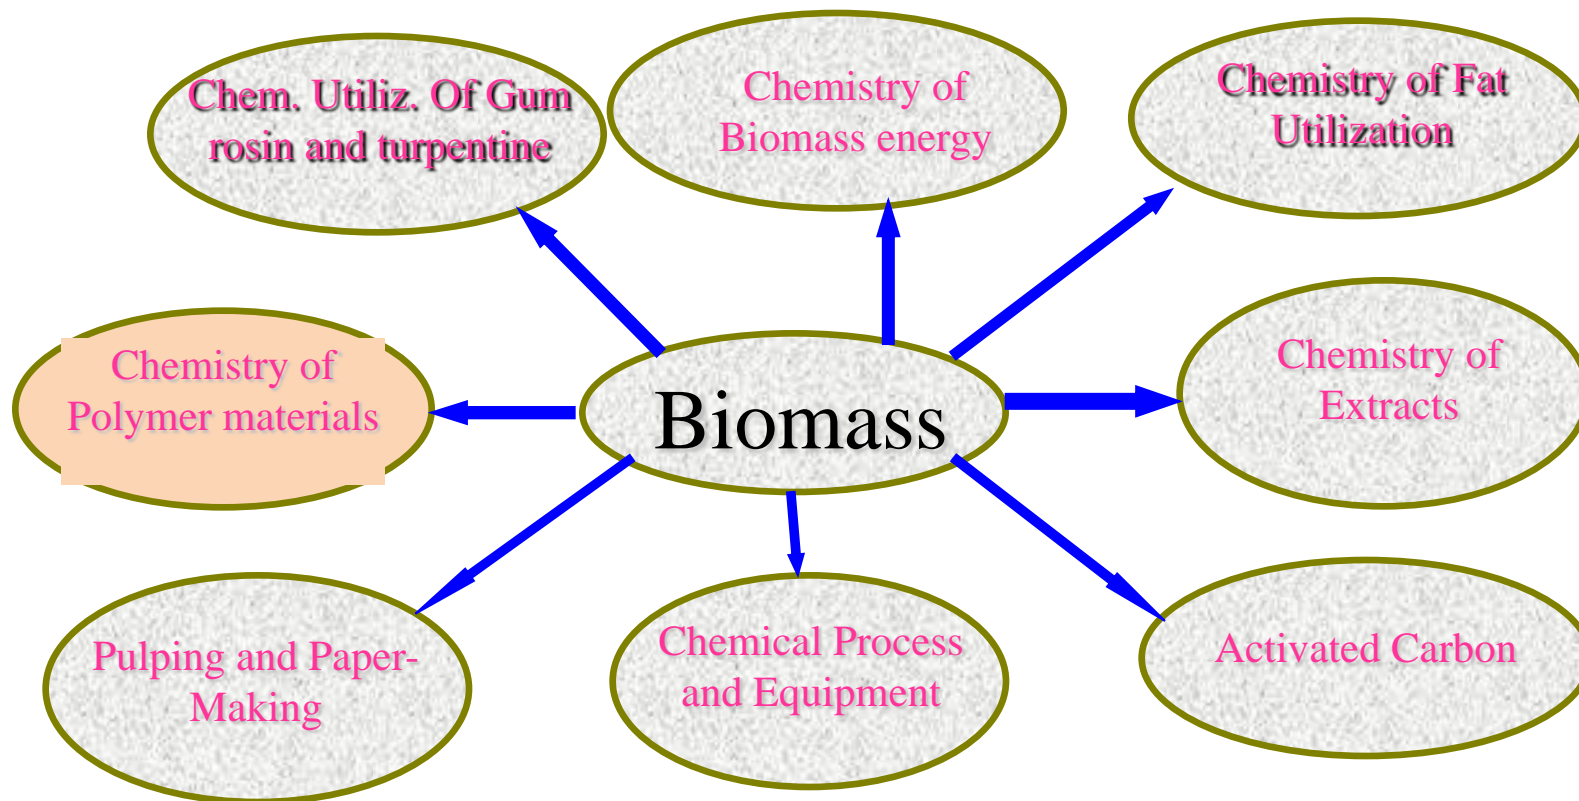 Chem. Utiliz. Of Gum
rosin and turpentine
Chemistry of
Biomass energy
Chemistry of Fat
Utilization
Chemistry of
Polymer materials
Biomass
Chemistry of
Extracts
Pulping and Paper-
Making
Chemical Process
and Equipment
Activated Carbon